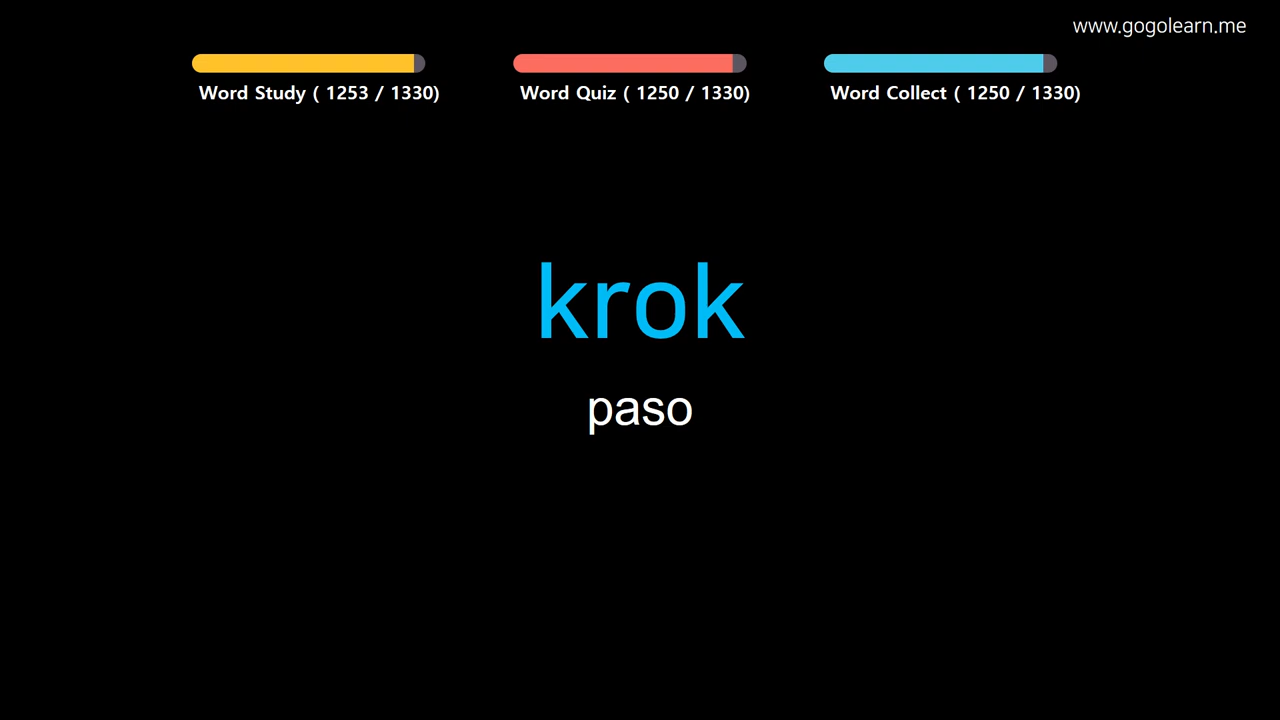 www.gogolearn.me
Word Study ( 1253 / 1330)
Word Quiz ( 1250 / 1330)
Word Collect ( 1250 / 1330)
krok
paso